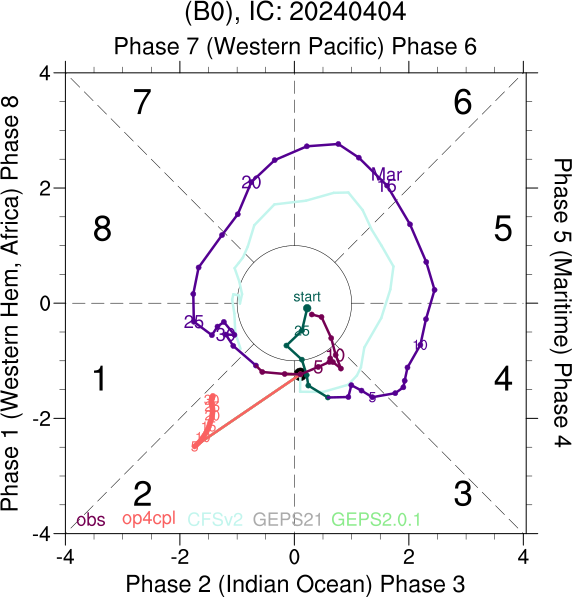 (B0), IC: 20240404
Phase 7 (Western Pacific) Phase 6
4
7
6
Mar
15
20
2
Phase 1 (Western Hem, Africa) Phase 8
8
5
Phase 5 (Maritime) Phase 4
start
0
25
25
30
10
10
5
5
1
4
-2
2
3
obs
op4cpl
CFSv2
GEPS21
GEPS2.0.1
-4
-4
-2
0
2
4
Phase 2 (Indian Ocean) Phase 3